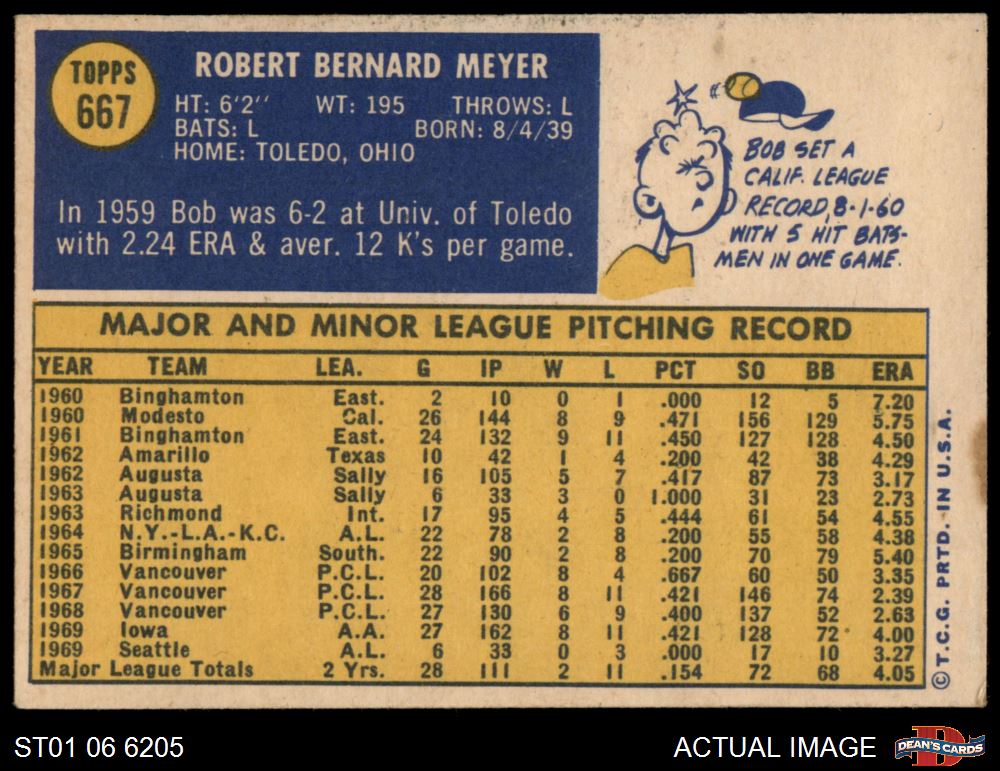 TOPPS
667
ROBERT BERNARD MEYER
HT: 6'2'' WT: 195 THROWS: L
BATS: L BORN: 8/4/39
HOME: TOLEDO, OHIO
In 1959 Bob was 6-2 at Univ. of Toledo
with 2.24 ERA & aver. 12 K's per game.
BOB SET A
CALIF. LEAGUE
RECORD, 8-1-60
WITH 5 HIT BATS-
MEN IN ONE GAME.
MAJOR AND MINOR LEAGUE PITCHING RECORD
YEAR TEAM LEA. G IP W L PCT SO BB ERA
1960 Binghamton East. 2 10 0 1 .000 12 5 7.20
1960 Modesto Cal. 26 144 8 9 .471 156 129 5.75
1961 Binghamton East. 24 132 9 11 .450 127 128 4.50
1962 Amarillo Texas 10 42 1 4 .200 42 38 4.29
1962 Augusta Sally 16 105 5 7 .417 87 73 3.17
1963 Augusta Sally 6 33 3 0 1.000 31 23 2.73
1963 Richmond Int. 17 95 4 5 .444 61 54 4.55
1964 N.Y.-L.A.-K.C. A.L. 22 78 2 8 .200 55 58 4.38
1965 Birmingham South. 22 90 2 8 .200 70 79 5.40
1966 Vancouver P.C.L. 20 102 8 4 .667 60 50 3.35
1967 Vancouver P.C.L. 28 166 8 11 .421 146 74 2.39
1968 Vancouver P.C.L. 27 130 6 9 .400 137 52 2.63
1969 Iowa A.A. 27 162 8 11 .421 128 72 4.00
1969 Seattle A.L. 6 33 0 3 .000 17 10 3.27
Major League Totals 2 Yrs. 28 111 2 11 .154 72 68 4.05
© T.C.G. PRTD. IN U.S.A.
ST01 06 6205
ACTUAL IMAGE
D
DEAN'S CARDS